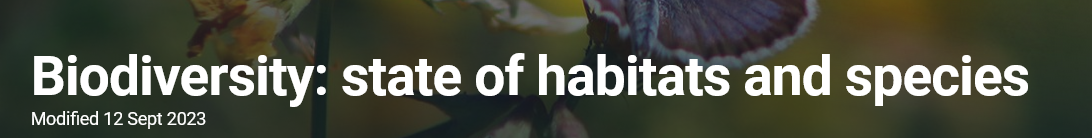 Biodiversity: state of habitats and species
Modified 12 Sept 2023